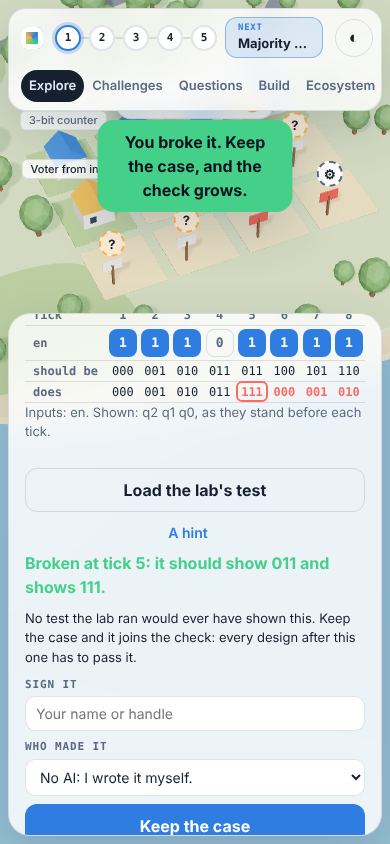 1 2 3 4 5
NEXT
Majority ...
Explore Challenges Questions Build Ecosystem
3-bit counter
?
You broke it. Keep
the case, and the
check grows.
Voter from in
?
?
tick 1 2 3 4 5 6 7 8
en 1 1 1 0 1 1 1 1
should be 000 001 010 011 011 100 101 110
does 000 001 010 011 111 000 001 010
Inputs: en. Shown: q2 q1 q0, as they stand before each
tick.
Load the lab's test
A hint
Broken at tick 5: it should show 011 and
shows 111.
No test the lab ran would ever have shown this. Keep
the case and it joins the check: every design after this
one has to pass it.
SIGN IT
Your name or handle
WHO MADE IT
No AI: I wrote it myself.
Keep the case